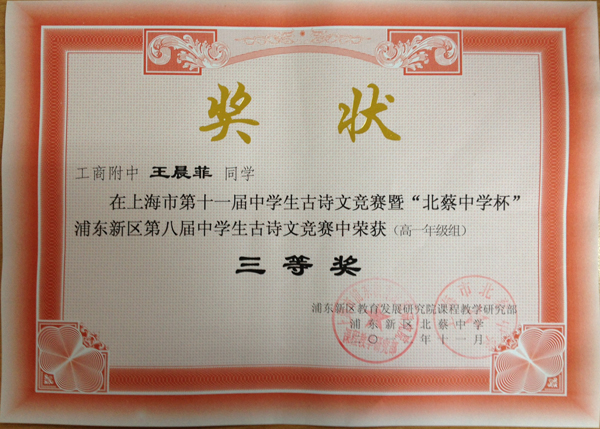 奖状
工商附中 王晨菲 同学
在上海市第十一届中学生古诗文竞赛暨“北蔡中学杯”
浦东新区第八届中学生古诗文竞赛中荣获（高一年级组）
三等奖
浦东新区教育发展研究院课程教学研究部
浦东新区北蔡中学
年十一月